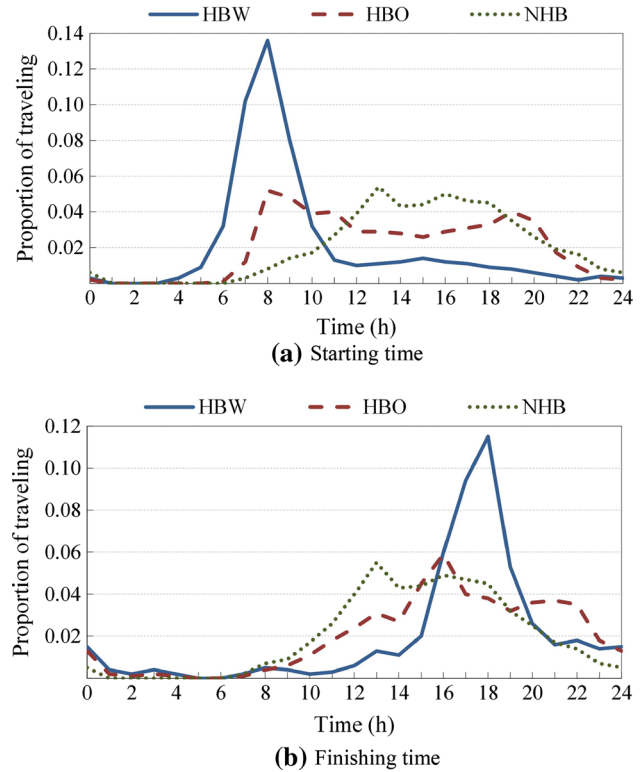 HBW HBO NHB
0.14
0.12
0.10
0.08
0.06
0.04
0.02
Proportion of traveling
0 2 4 6 8 10 12 14 16 18 20 22 24
Time (h)
(a) Starting time
HBW HBO NHB
0.12
0.10
0.08
0.06
0.04
0.02
Proportion of traveling
0 2 4 6 8 10 12 14 16 18 20 22 24
Time (h)
(b) Finishing time